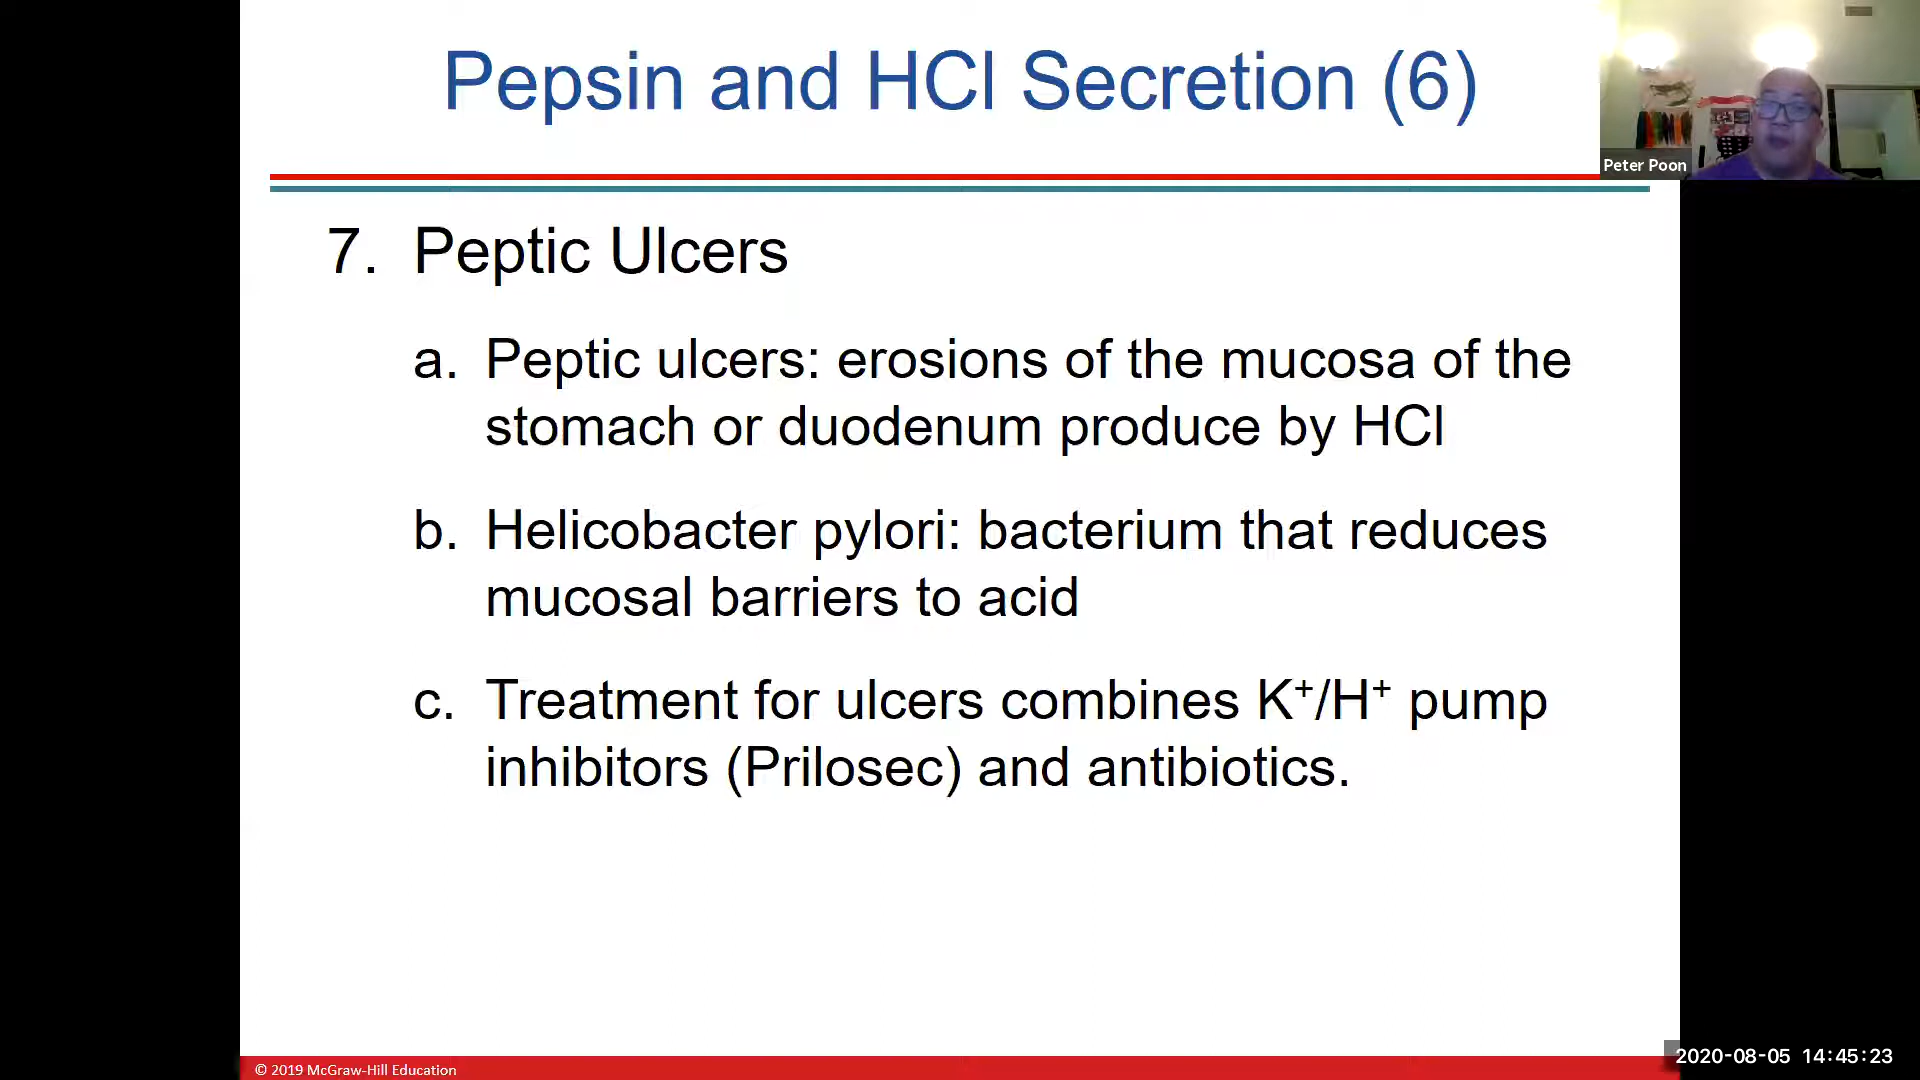 Pepsin and HCl Secretion (6)
Peter Poon
7. Peptic Ulcers
a. Peptic ulcers: erosions of the mucosa of the
stomach or duodenum produce by HCl
b. Helicobacter pylori: bacterium that reduces
mucosal barriers to acid
c. Treatment for ulcers combines K⁺/H⁺ pump
inhibitors (Prilosec) and antibiotics.
© 2019 McGraw-Hill Education
2020-08-05 14:45:23